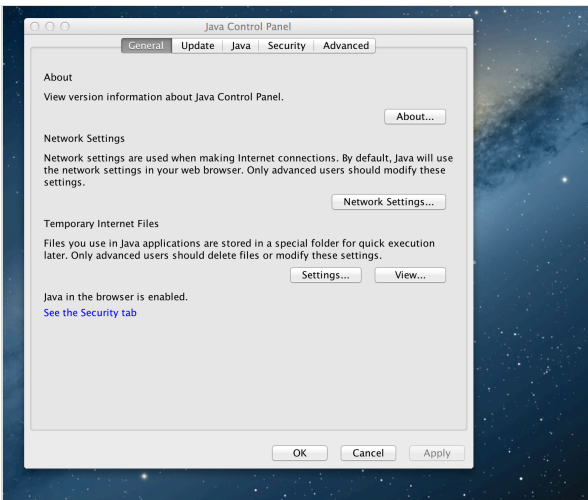 Java Control Panel
General Update Java Security Advanced
About
View version information about Java Control Panel.
About...
Network Settings
Network settings are used when making Internet connections. By default, Java will use
the network settings in your web browser. Only advanced users should modify these
settings.
Network Settings...
Temporary Internet Files
Files you use in Java applications are stored in a special folder for quick execution
later. Only advanced users should delete files or modify these settings.
Settings... View...
Java in the browser is enabled.
See the Security tab
OK Cancel Apply